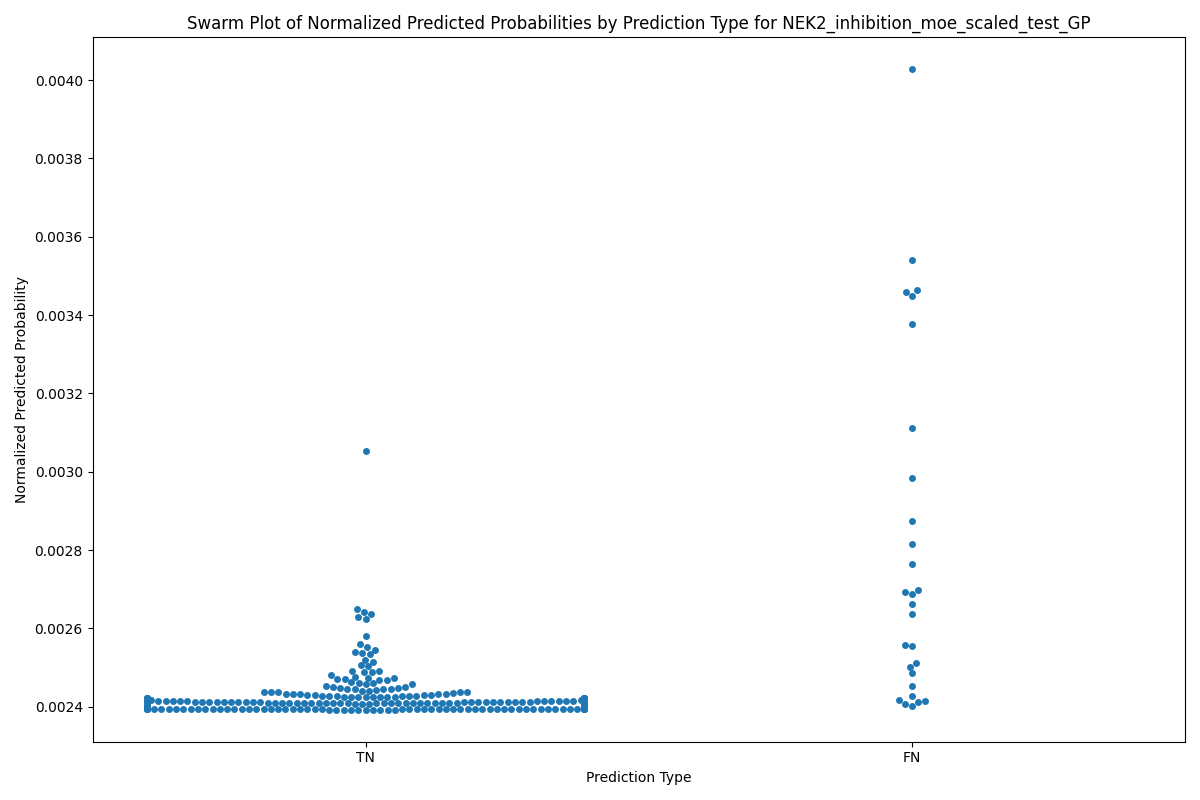 Swarm Plot of Normalized Predicted Probabilities by Prediction Type for NEK2_inhibition_moe_scaled_test_GP
0.0040
0.0038
0.0036
0.0034
0.0032
0.0030
0.0028
0.0026
0.0024
Normalized Predicted Probability
TN
FN
Prediction Type